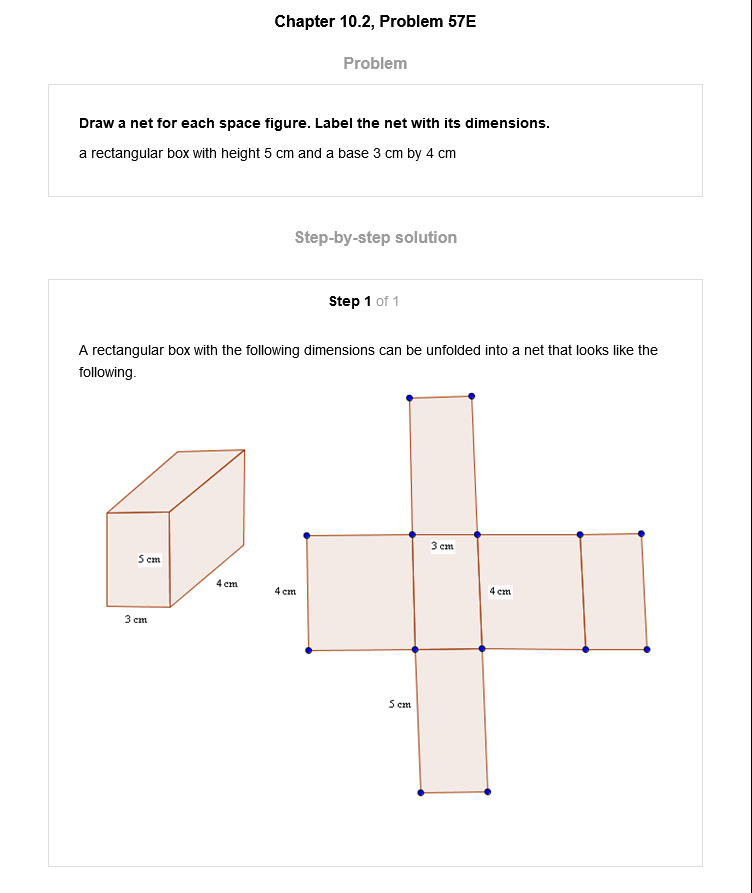 Chapter 10.2, Problem 57E
Problem
Draw a net for each space figure. Label the net with its dimensions.
a rectangular box with height 5 cm and a base 3 cm by 4 cm
Step-by-step solution
Step 1 of 1
A rectangular box with the following dimensions can be unfolded into a net that looks like the
following.
5 cm
4 cm
3 cm
3 cm
4 cm
4 cm
5 cm